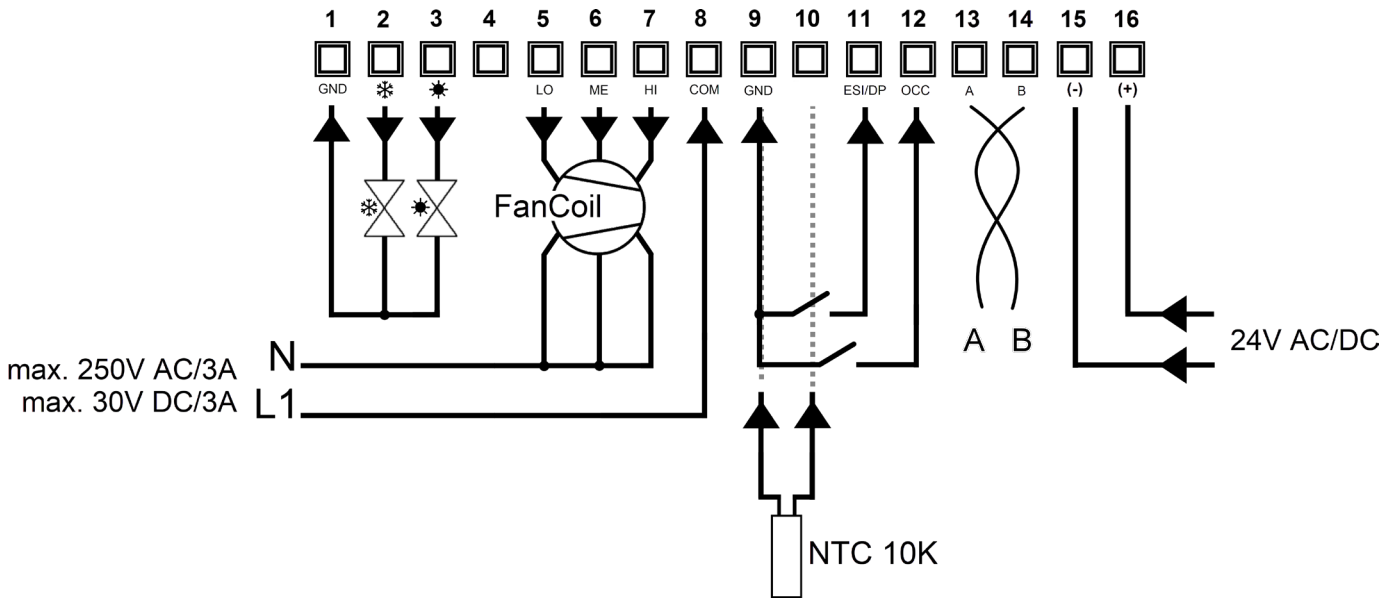 1 2 3 4 5 6 7 8 9 10 11 12 13 14 15 16
GND LO ME HI COM GND ESI/DP OCC A B (-) (+)
FanCoil
A B
24V AC/DC
max. 250V AC/3A N
max. 30V DC/3A L1
NTC 10K